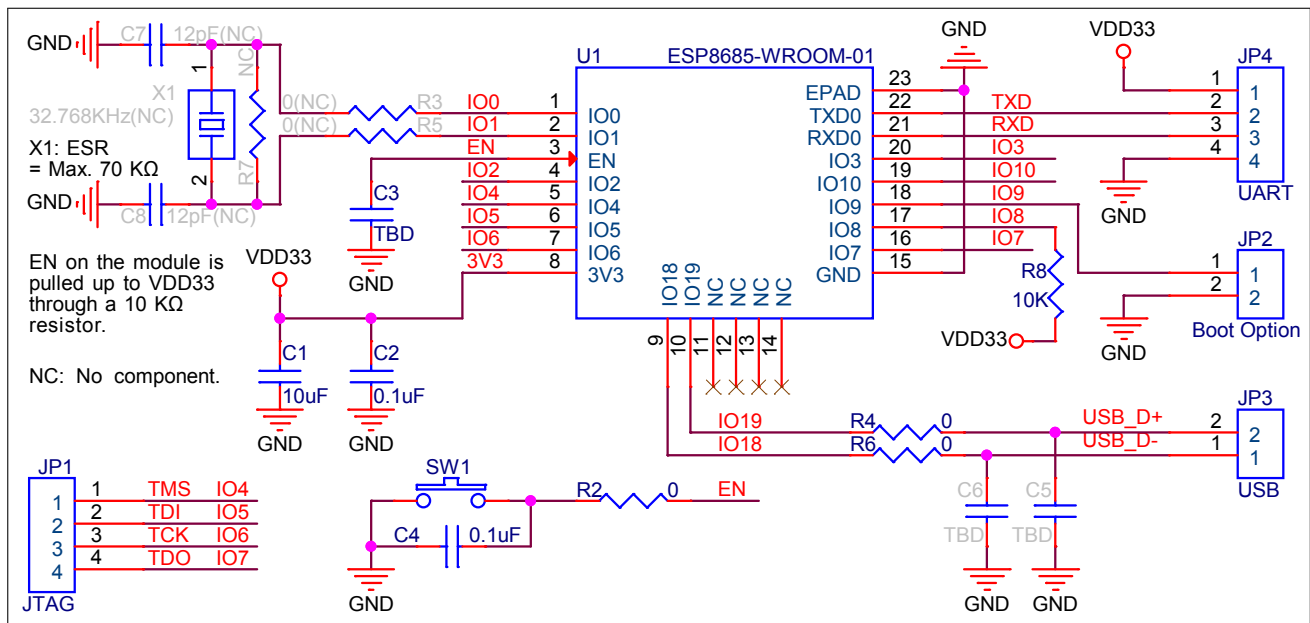 GND
C7
12pF(NC)
1
X1
32.768KHz(NC)
NC
R7
2
X1: ESR
= Max. 70 KΩ
GND
C8
12pF(NC)
0(NC)
R3
0(NC)
R5
EN on the module is
pulled up to VDD33
through a 10 KΩ
resistor.
NC: No component.
VDD33
C1
10uF
GND
C2
0.1uF
GND
C3
TBD
GND
U1
ESP8685-WROOM-01
IO0 1 IO0
IO1 2 IO1
EN 3 EN
IO2 4 IO2
IO4 5 IO4
IO5 6 IO5
IO6 7 IO6
3V3 8 3V3
EPAD 23
TXD0 22 TXD
RXD0 21 RXD
IO3 20 IO3
IO10 19 IO10
IO9 18 IO9
IO8 17 IO8
IO7 16 IO7
GND 15
IO18 IO19 NC NC NC NC
9 10 11 12 13 14
GND
VDD33
JP4
1 1
2 2
3 3
4 4
UART
GND
R8
10K
VDD33
JP2
1 1
2 2
Boot Option
GND
IO19 R4 0 USB_D+
IO18 R6 0 USB_D-
JP3
2 2
1 1
USB
C6
TBD
GND
C5
TBD
GND
JP1
1 1 TMS IO4
2 2 TDI IO5
3 3 TCK IO6
4 4 TDO IO7
JTAG
SW1
R2 0 EN
C4 0.1uF
GND